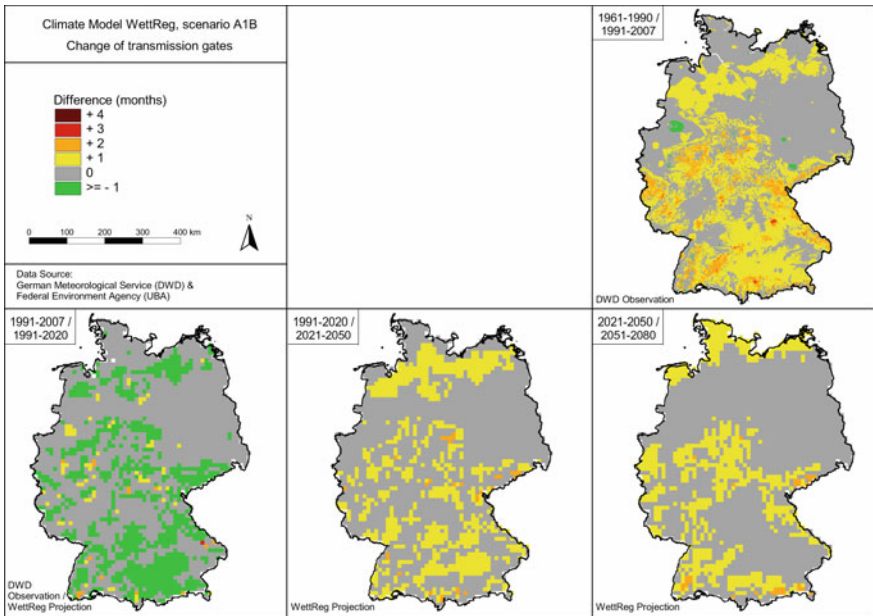 Climate Model WettReg, scenario A1B
Change of transmission gates
Difference (months)
+ 4
+ 3
+ 2
+ 1
0
>= - 1
N
0 100 200 300 400 km
Data Source:
German Meteorological Service (DWD) &
Federal Environment Agency (UBA)
1961-1990 /
1991-2007
DWD Observation
1991-2007 /
1991-2020
DWD
Observation /
WettReg Projection
1991-2020 /
2021-2050
WettReg Projection
2021-2050 /
2051-2080
WettReg Projection